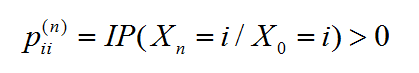 p_{ii}^{(n)} = IP(X_n = i / X_0 = i) > 0